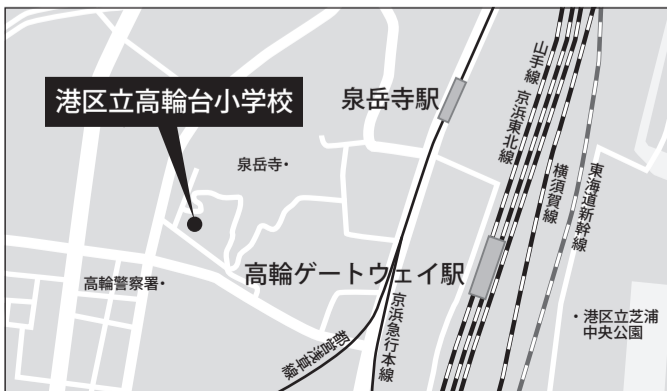 港区立高輪台小学校
泉岳寺駅
山手線
京浜東北線
横須賀線
東海道新幹線
泉岳寺
高輪ゲートウェイ駅
高輪警察署
都営浅草線
京浜急行本線
港区立芝浦
中央公園